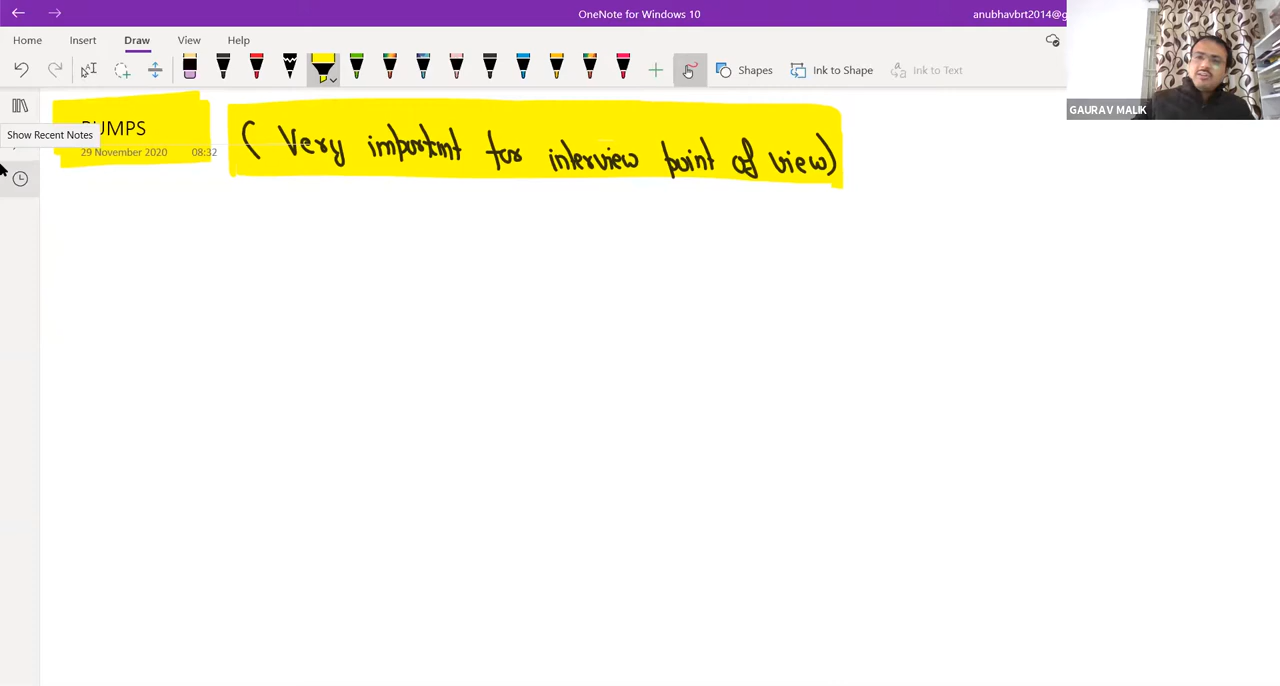 OneNote for Windows 10
anubhavbrt2014@g
Home Insert Draw View Help
Shapes Ink to Shape Ink to Text
GAURAV MALIK
PUMPS
Show Recent Notes
29 November 2020 08:32
( Very important for interview point of view)